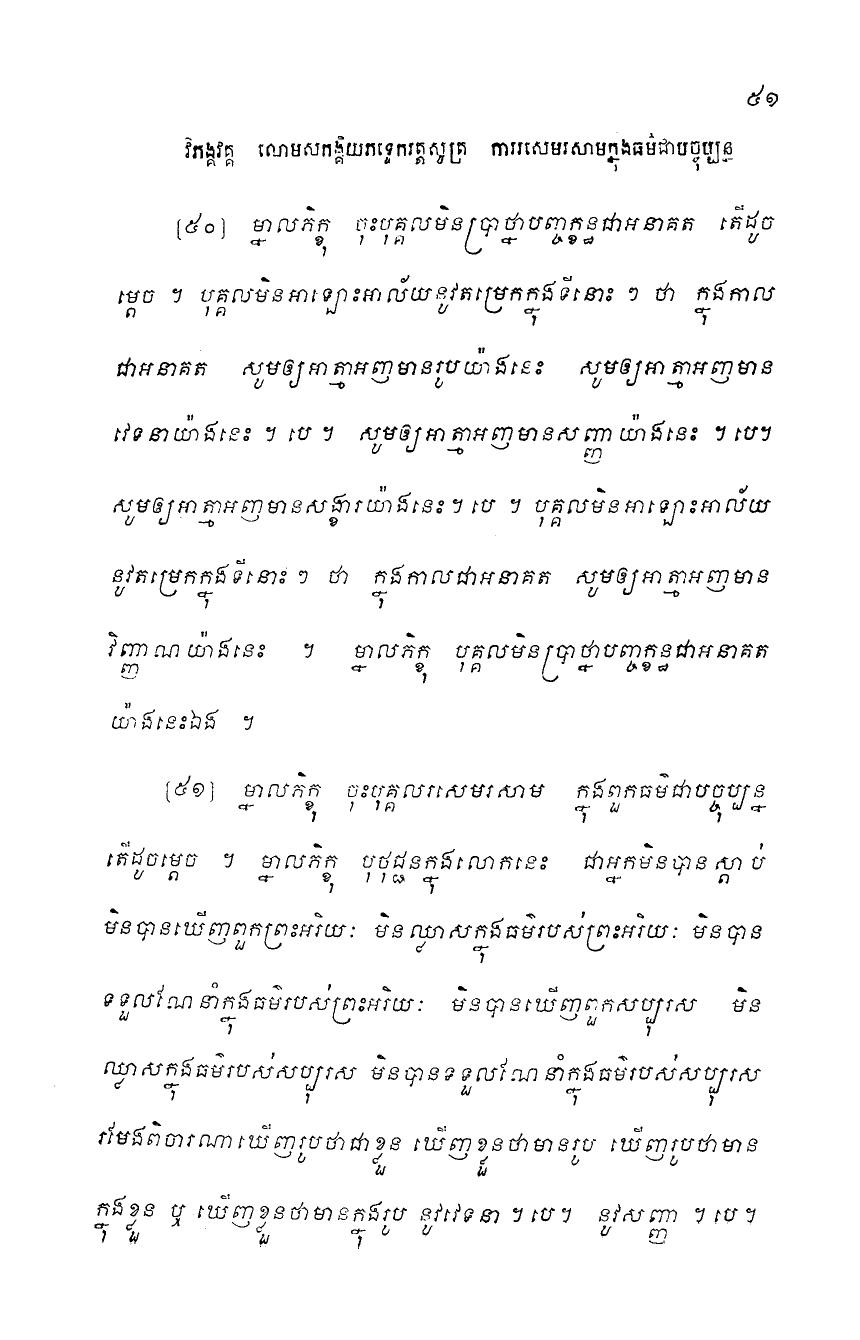 ៥១
វិភង្គវគ្គ លោមសកង្គិយភទ្ទេករត្តសូត្រ ការរសេមរសាមក្នុងធម៌ជាបច្ចុប្បន្ន
[៥០] ម្នាលភិក្ខុ ចុះបុគ្គលមិនប្រាថ្នាបញ្ចក្ខន្ធជាអនាគត តើដូច
ម្តេច ។ បុគ្គលមិនអាឡោះអាល័យនូវតម្រេកក្នុងទីនោះ ៗ ថា ក្នុងកាល
ជាអនាគត សូមឲ្យអាត្មាអញមានរូបយ៉ាងនេះ សូមឲ្យអាត្មាអញមាន
វេទនាយ៉ាងនេះ ។ បេ ។ សូមឲ្យអាត្មាអញមានសញ្ញាយ៉ាងនេះ ។ បេ។
សូមឲ្យអាត្មាអញមានសង្ខារយ៉ាងនេះ ។ បេ ។ បុគ្គលមិនអាឡោះអាល័យ
នូវតម្រេកក្នុងទីនោះ ៗ ថា ក្នុងកាលជាអនាគត សូមឲ្យអាត្មាអញមាន
វិញ្ញាណយ៉ាងនេះ ។ ម្នាលភិក្ខុ បុគ្គលមិនប្រាថ្នាបញ្ចក្ខន្ធជាអនាគត
យ៉ាងនេះឯង ។
[៥១] ម្នាលភិក្ខុ ចុះបុគ្គលរសេមរសាម ក្នុងពួកធម៌ជាបច្ចុប្បន្ន
តើដូចម្តេច ។ ម្នាលភិក្ខុ បុថុជ្ជនក្នុងលោកនេះ ជាអ្នកមិនបានស្តាប់
មិនបានឃើញពួកព្រះអរិយៈ មិនឈ្លាសក្នុងធម៌របស់ព្រះអរិយៈ មិនបាន
ទទួលណែនាំក្នុងធម៌របស់ព្រះអរិយៈ មិនបានឃើញពួកសប្បុរស មិន
ឈ្លាសក្នុងធម៌របស់សប្បុរស មិនបានទទួលណែនាំក្នុងធម៌របស់សប្បុរស
រមែងពិចារណាឃើញរូបថាជាខ្លួន ឃើញខ្លួនថាមានរូប ឃើញរូបថាមាន
ក្នុងខ្លួន ឬ ឃើញខ្លួនថាមានក្នុងរូប នូវវេទនា ។ បេ ។ នូវសញ្ញា ។ បេ ។